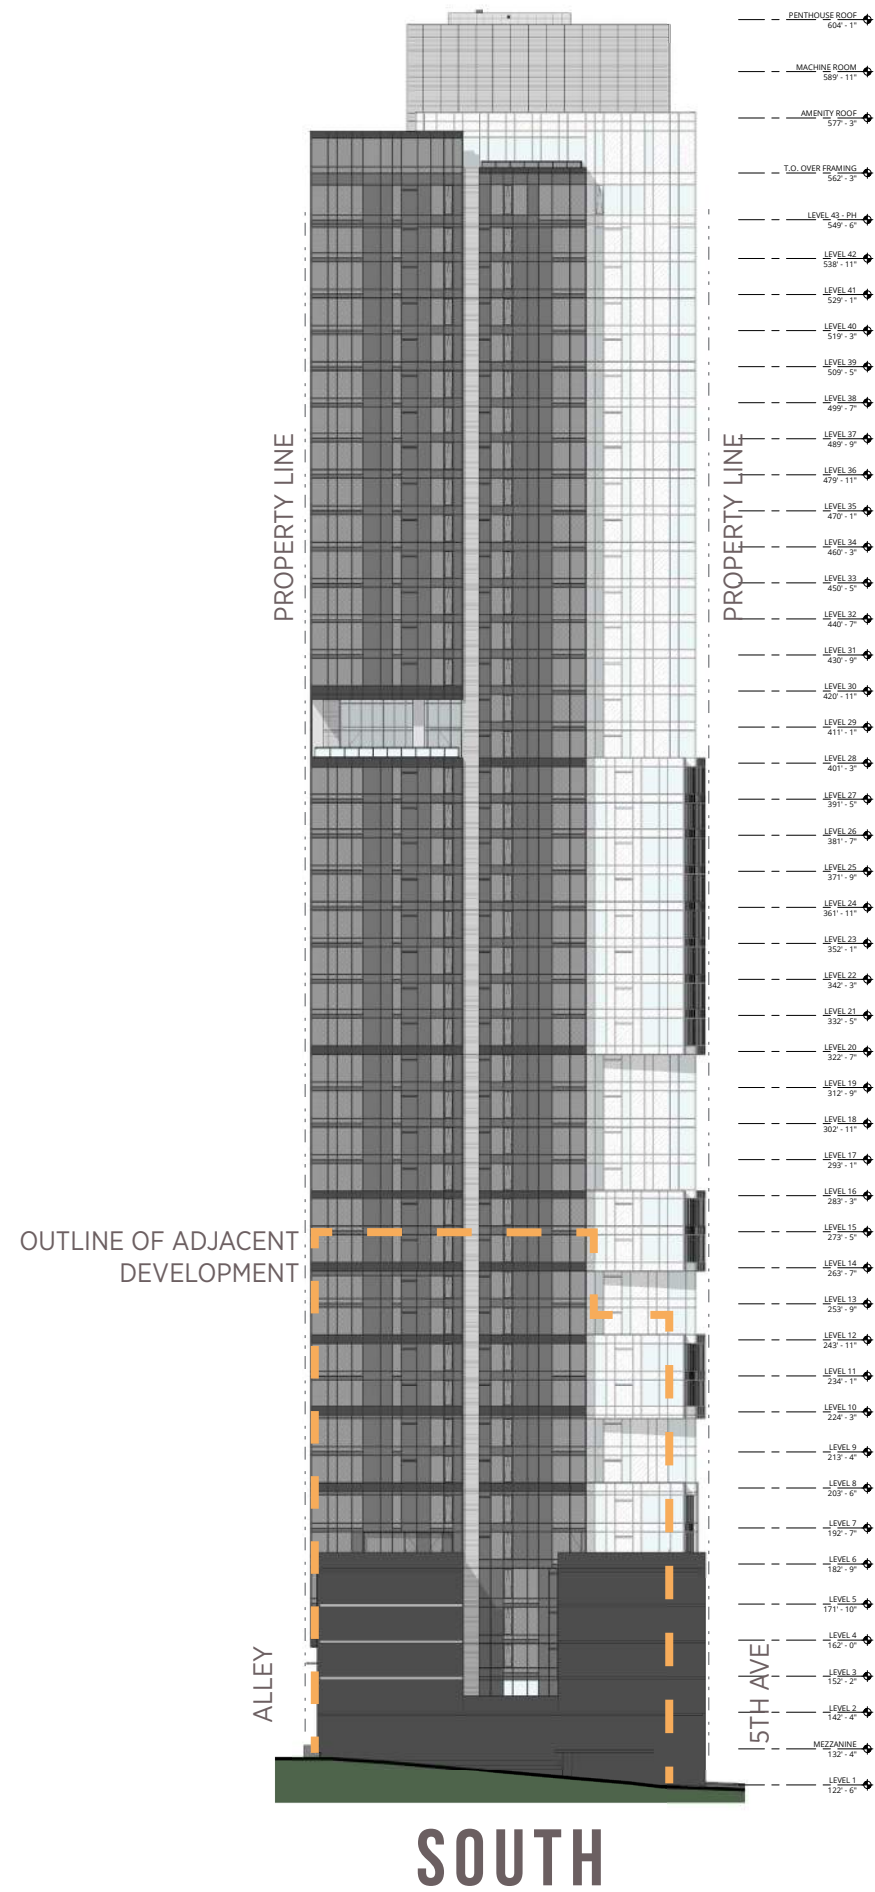 PENTHOUSE ROOF
604' - 1"
MACHINE ROOM
589' - 11"
AMENITY ROOF
577' - 3"
T.O. OVER FRAMING
562' - 3"
LEVEL 43 - PH
549' - 6"
LEVEL 42
538' - 11"
LEVEL 41
529' - 1"
LEVEL 40
519' - 3"
LEVEL 39
509' - 5"
LEVEL 38
499' - 7"
LEVEL 37
489' - 9"
LEVEL 36
479' - 11"
LEVEL 35
470' - 1"
LEVEL 34
460' - 3"
LEVEL 33
450' - 5"
LEVEL 32
440' - 7"
LEVEL 31
430' - 9"
LEVEL 30
420' - 11"
LEVEL 29
411' - 1"
LEVEL 28
401' - 3"
LEVEL 27
391' - 5"
LEVEL 26
381' - 7"
LEVEL 25
371' - 9"
LEVEL 24
361' - 11"
LEVEL 23
352' - 1"
LEVEL 22
342' - 3"
LEVEL 21
332' - 5"
LEVEL 20
322' - 7"
LEVEL 19
312' - 9"
LEVEL 18
302' - 11"
LEVEL 17
293' - 1"
LEVEL 16
283' - 3"
LEVEL 15
273' - 5"
LEVEL 14
263' - 7"
LEVEL 13
253' - 9"
LEVEL 12
243' - 11"
LEVEL 11
234' - 1"
LEVEL 10
224' - 3"
LEVEL 9
213' - 4"
LEVEL 8
203' - 6"
LEVEL 7
192' - 7"
LEVEL 6
182' - 9"
LEVEL 5
171' - 10"
LEVEL 4
162' - 0"
LEVEL 3
152' - 2"
LEVEL 2
142' - 4"
MEZZANINE
132' - 4"
LEVEL 1
122' - 6"
PROPERTY LINE
PROPERTY LINE
OUTLINE OF ADJACENT
DEVELOPMENT
ALLEY
5TH AVE
SOUTH